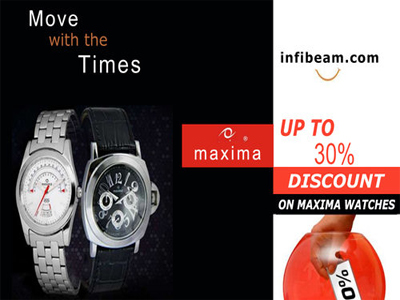 Move
with the
Times
infibeam.com
maxima
UP TO
30%
DISCOUNT
ON MAXIMA WATCHES
%